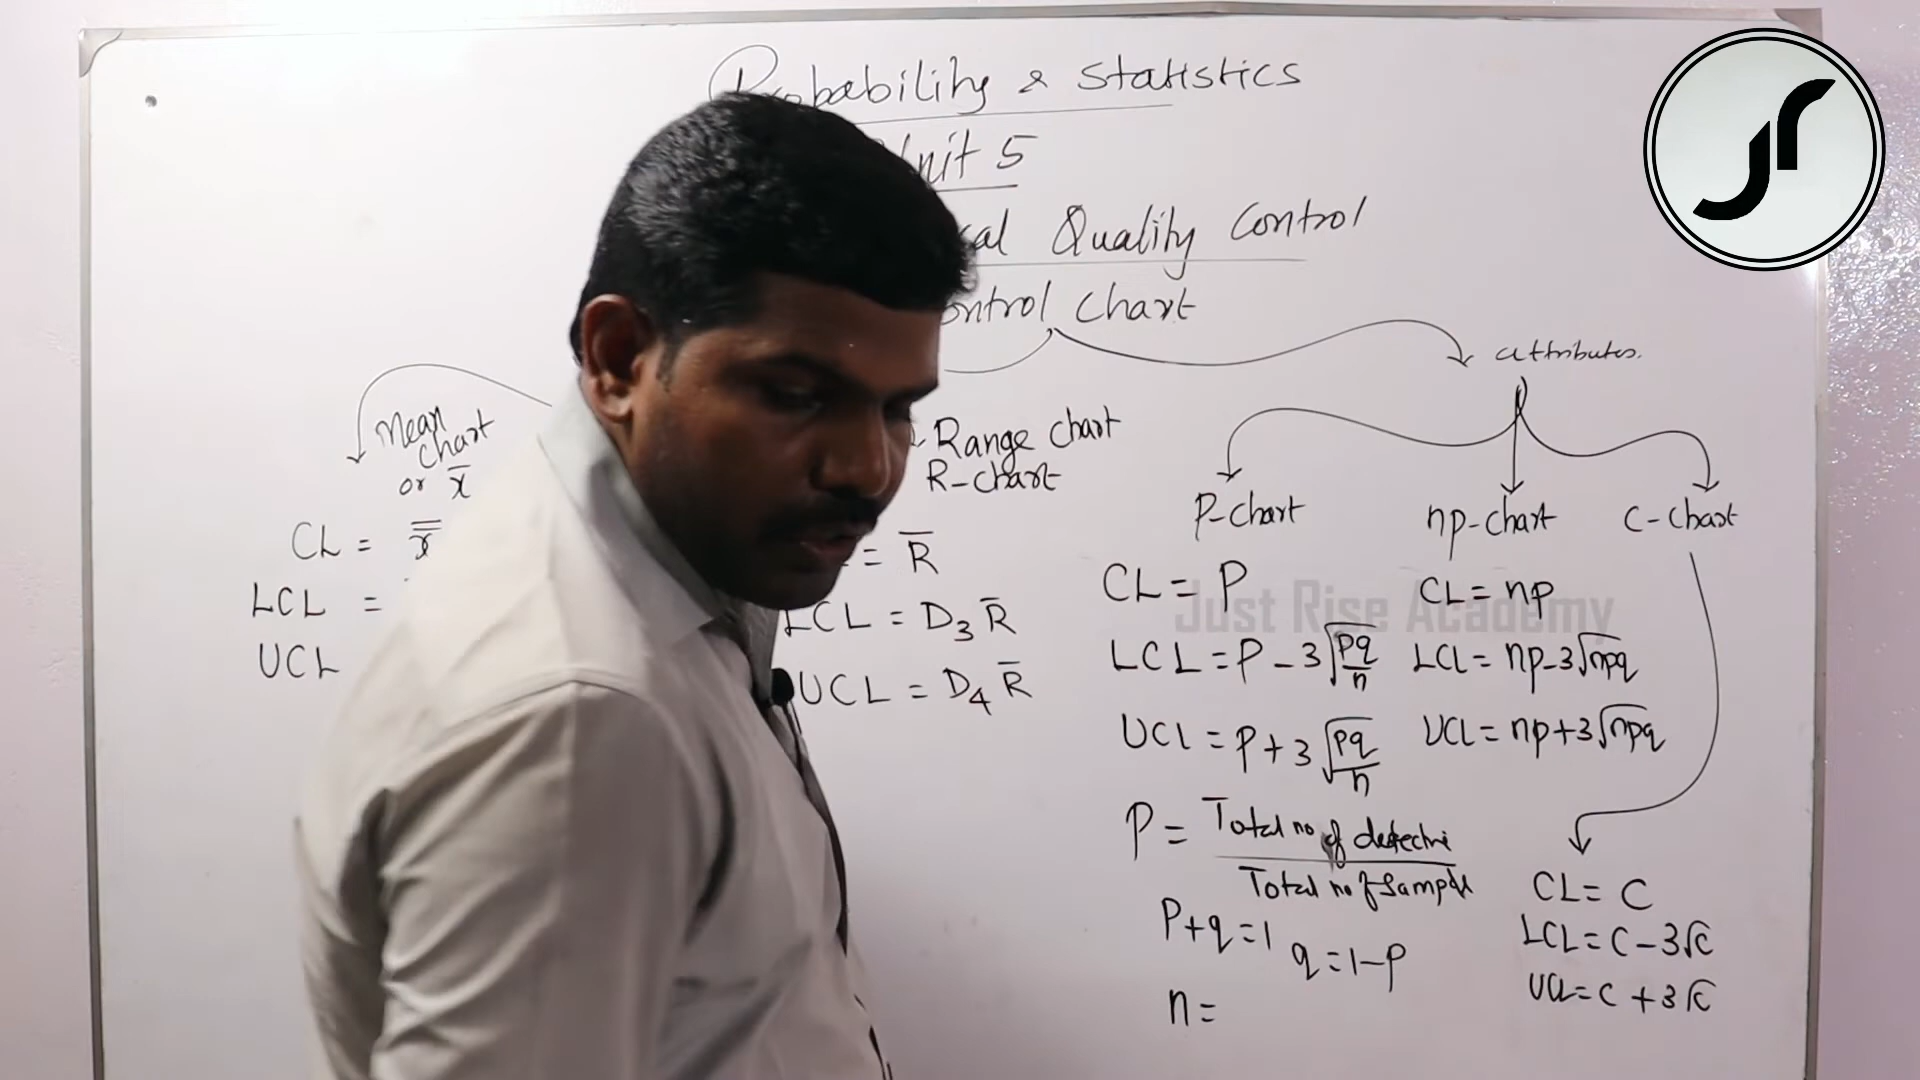 Probability & Statistics
Unit 5
cal Quality Control
ontrol Chart
attributes.
Mean
chart
or x̅
Range chart
R-chart
P-chart
np-chart
C-chart
CL = x̿
LCL =
UCL
= R̅
LCL = D₃ R̅
UCL = D₄ R̅
CL = P
LCL = P - 3√(pq/n)
UCL = P + 3√(pq/n)
CL = np
LCL = np - 3√npq
UCL = np + 3√npq
P = Total no of defective / Total no of sample
P + q = 1
q = 1 - P
n =
CL = C
LCL = C - 3√C
UCL = C + 3√C
Just Rise Academy